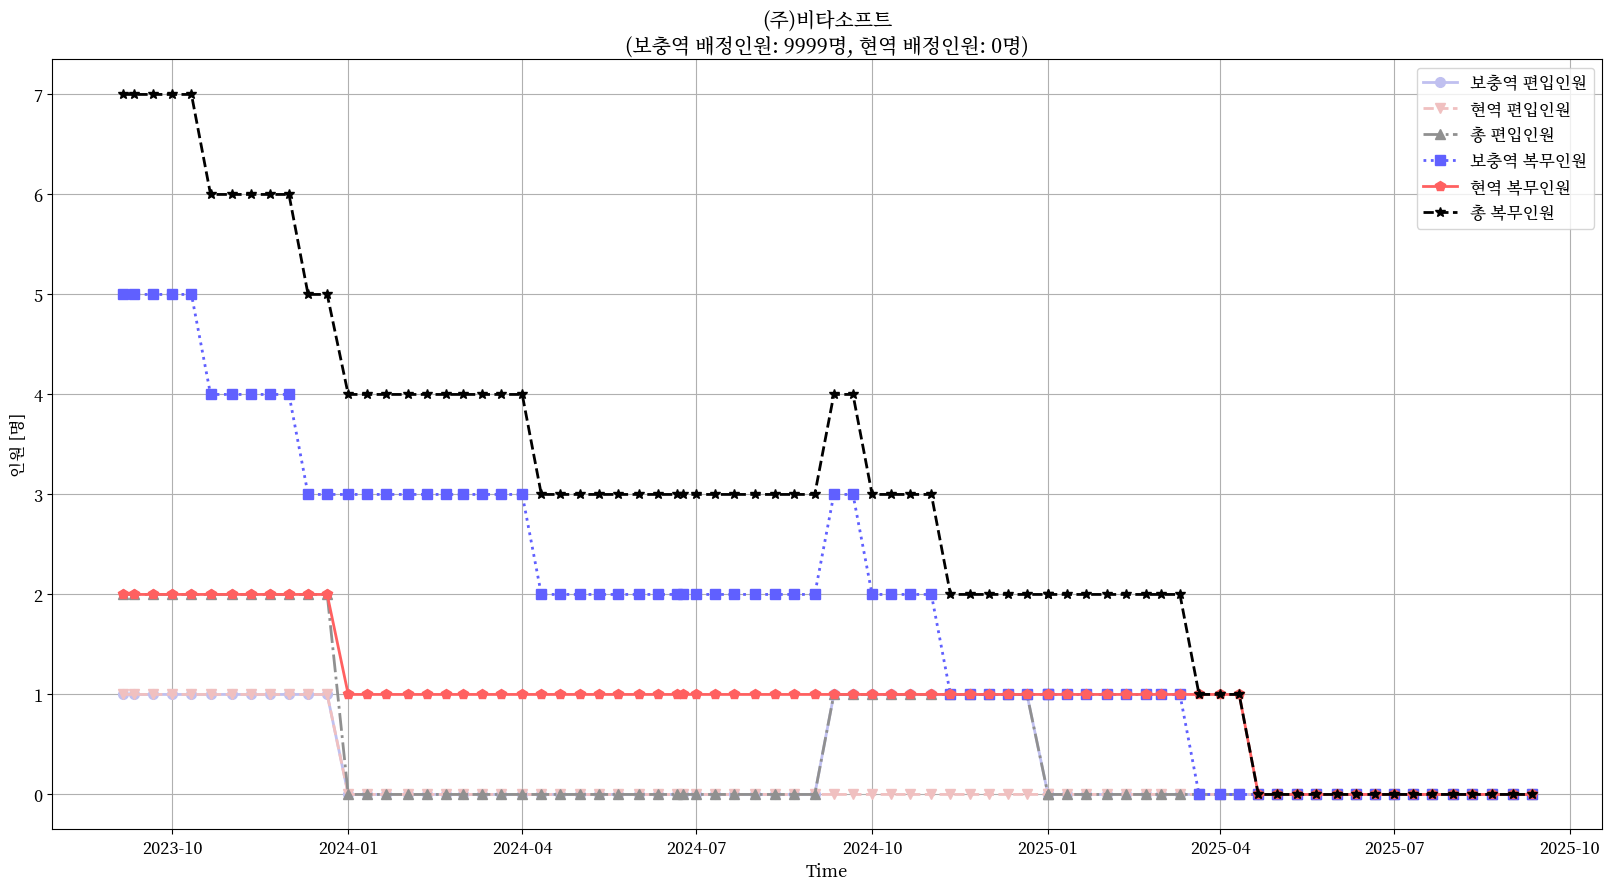 (주)비타소프트
(보충역 배정인원: 9999명, 현역 배정인원: 0명)
보충역 편입인원
현역 편입인원
총 편입인원
보충역 복무인원
현역 복무인원
총 복무인원
인원 [명]
7
6
5
4
3
2
1
0
2023-10
2024-01
2024-04
2024-07
2024-10
2025-01
2025-04
2025-07
2025-10
Time